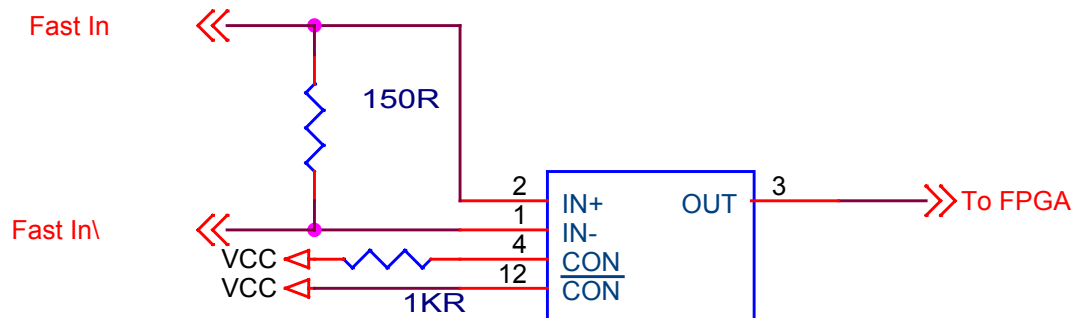 Fast In
150R
2 IN+ OUT 3 To FPGA
Fast In\
1 IN-
VCC 4 CON
VCC 12 CON
1KR